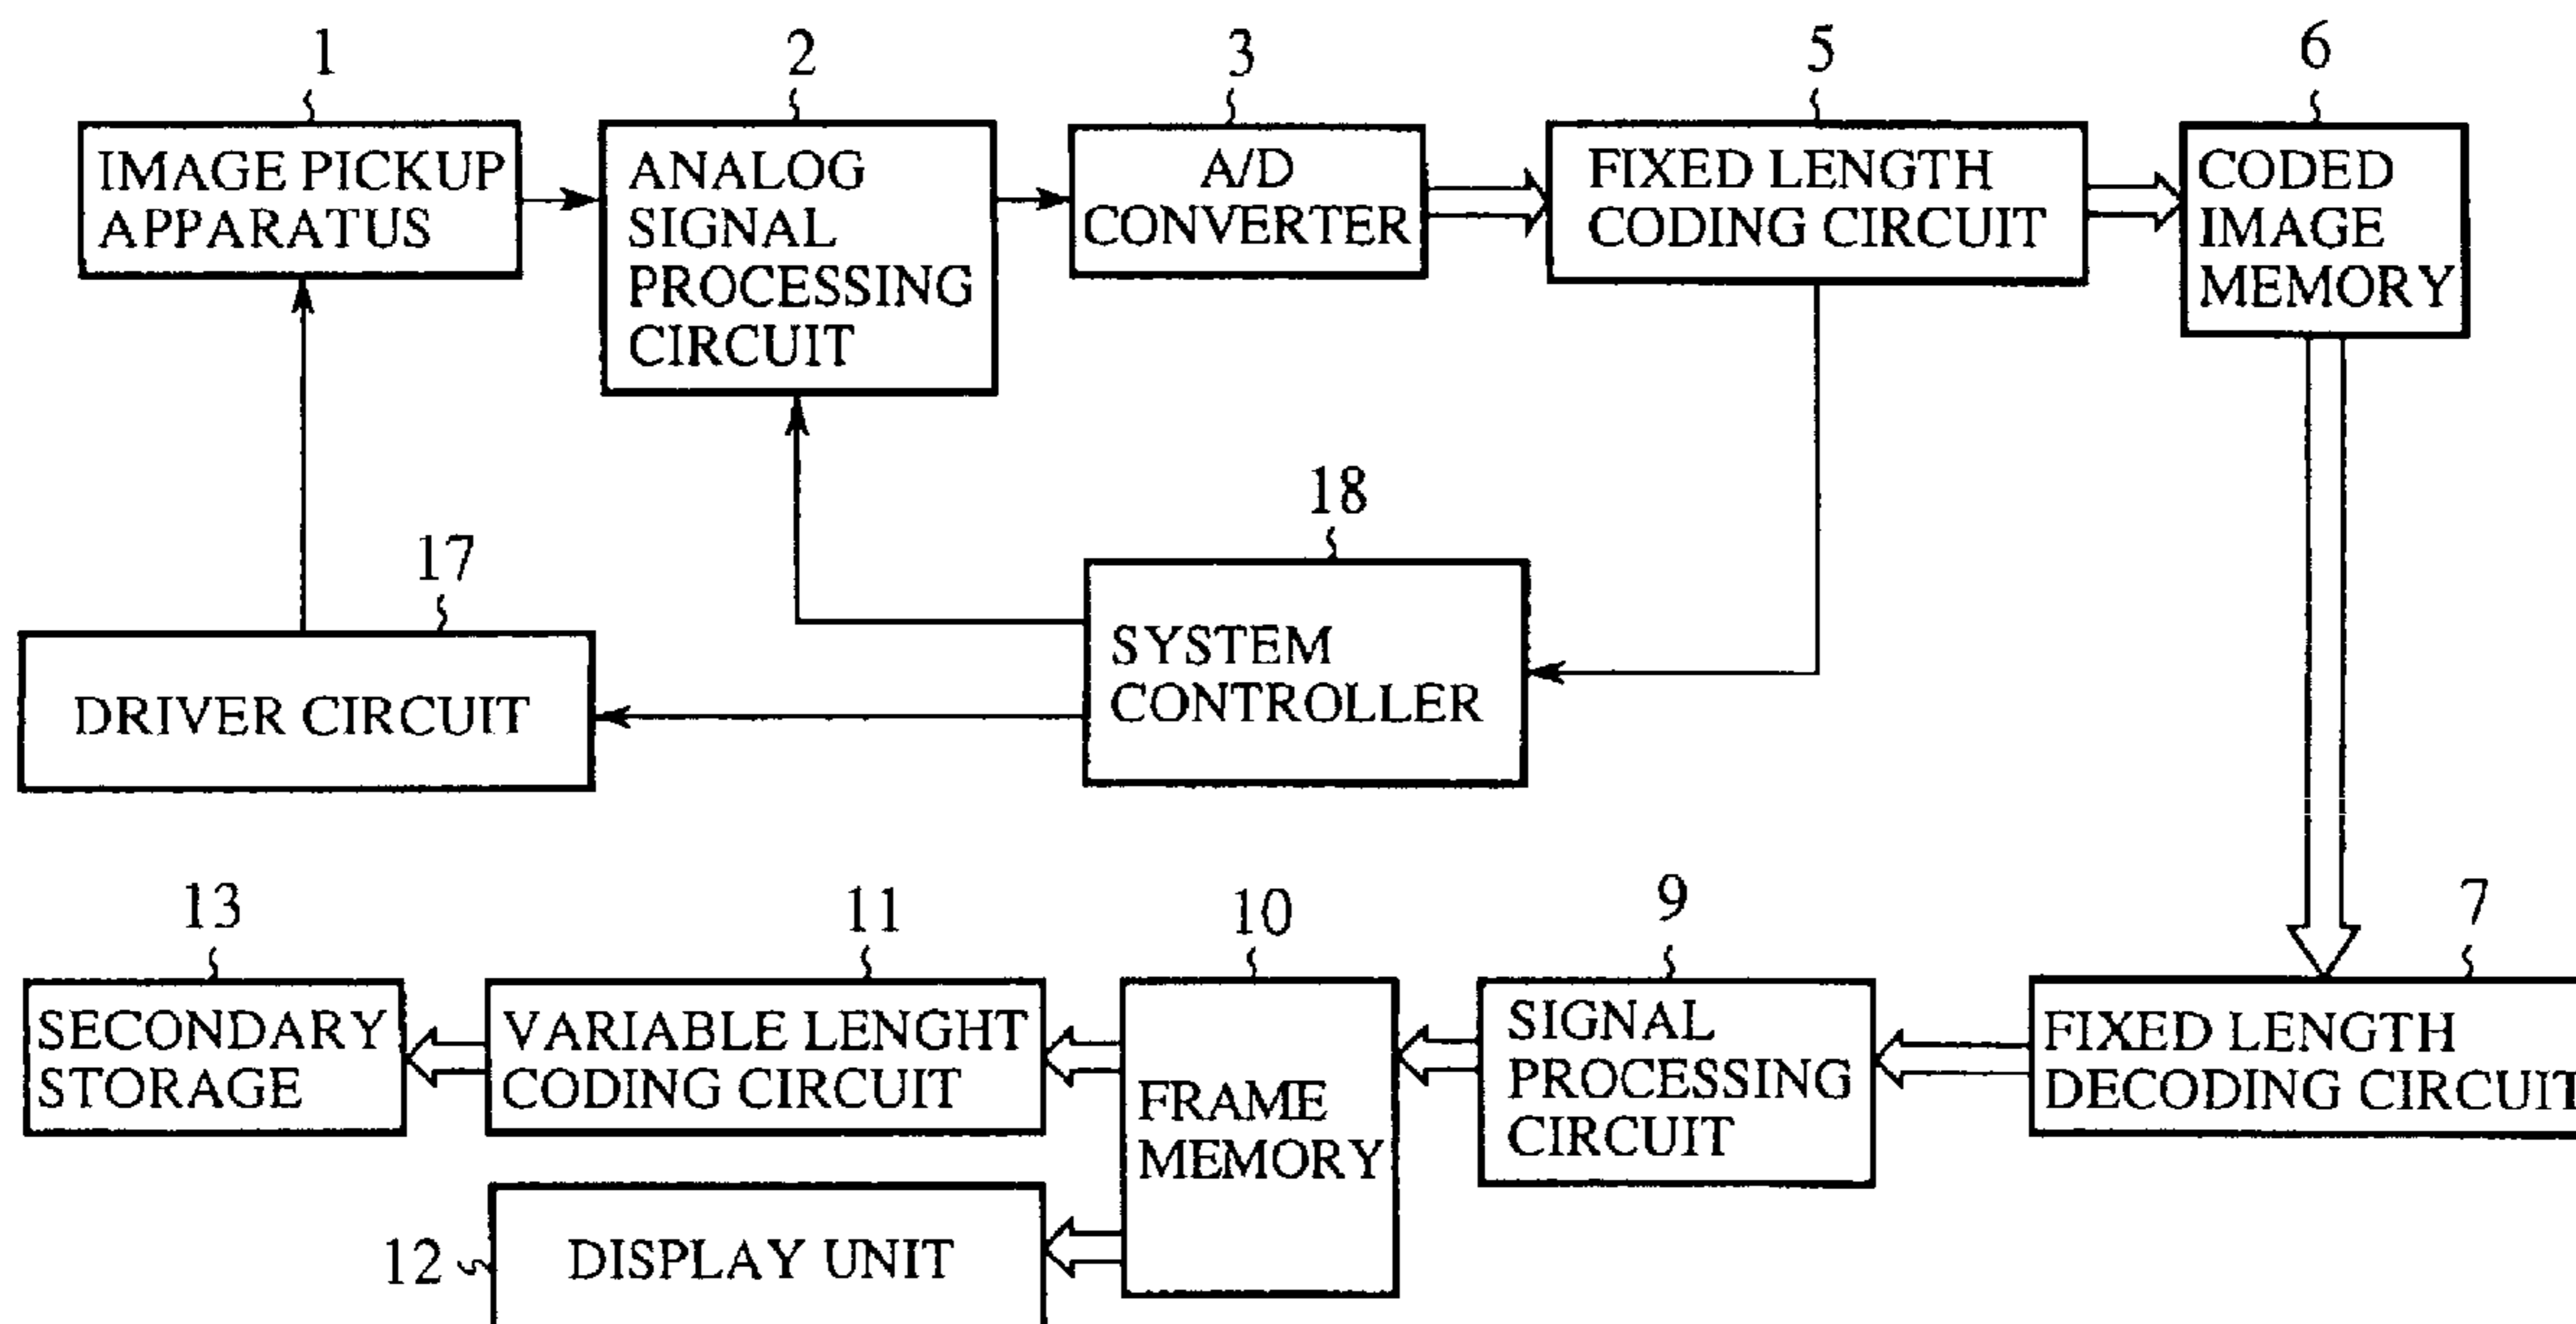 1
2
3
5
6
IMAGE PICKUP
APPARATUS
ANALOG
SIGNAL
PROCESSING
CIRCUIT
A/D
CONVERTER
FIXED LENGTH
CODING CIRCUIT
CODED
IMAGE
MEMORY
17
18
DRIVER CIRCUIT
SYSTEM
CONTROLLER
13
11
10
9
7
SECONDARY
STORAGE
VARIABLE LENGHT
CODING CIRCUIT
FRAME
MEMORY
SIGNAL
PROCESSING
CIRCUIT
FIXED LENGTH
DECODING CIRCUIT
12
DISPLAY UNIT